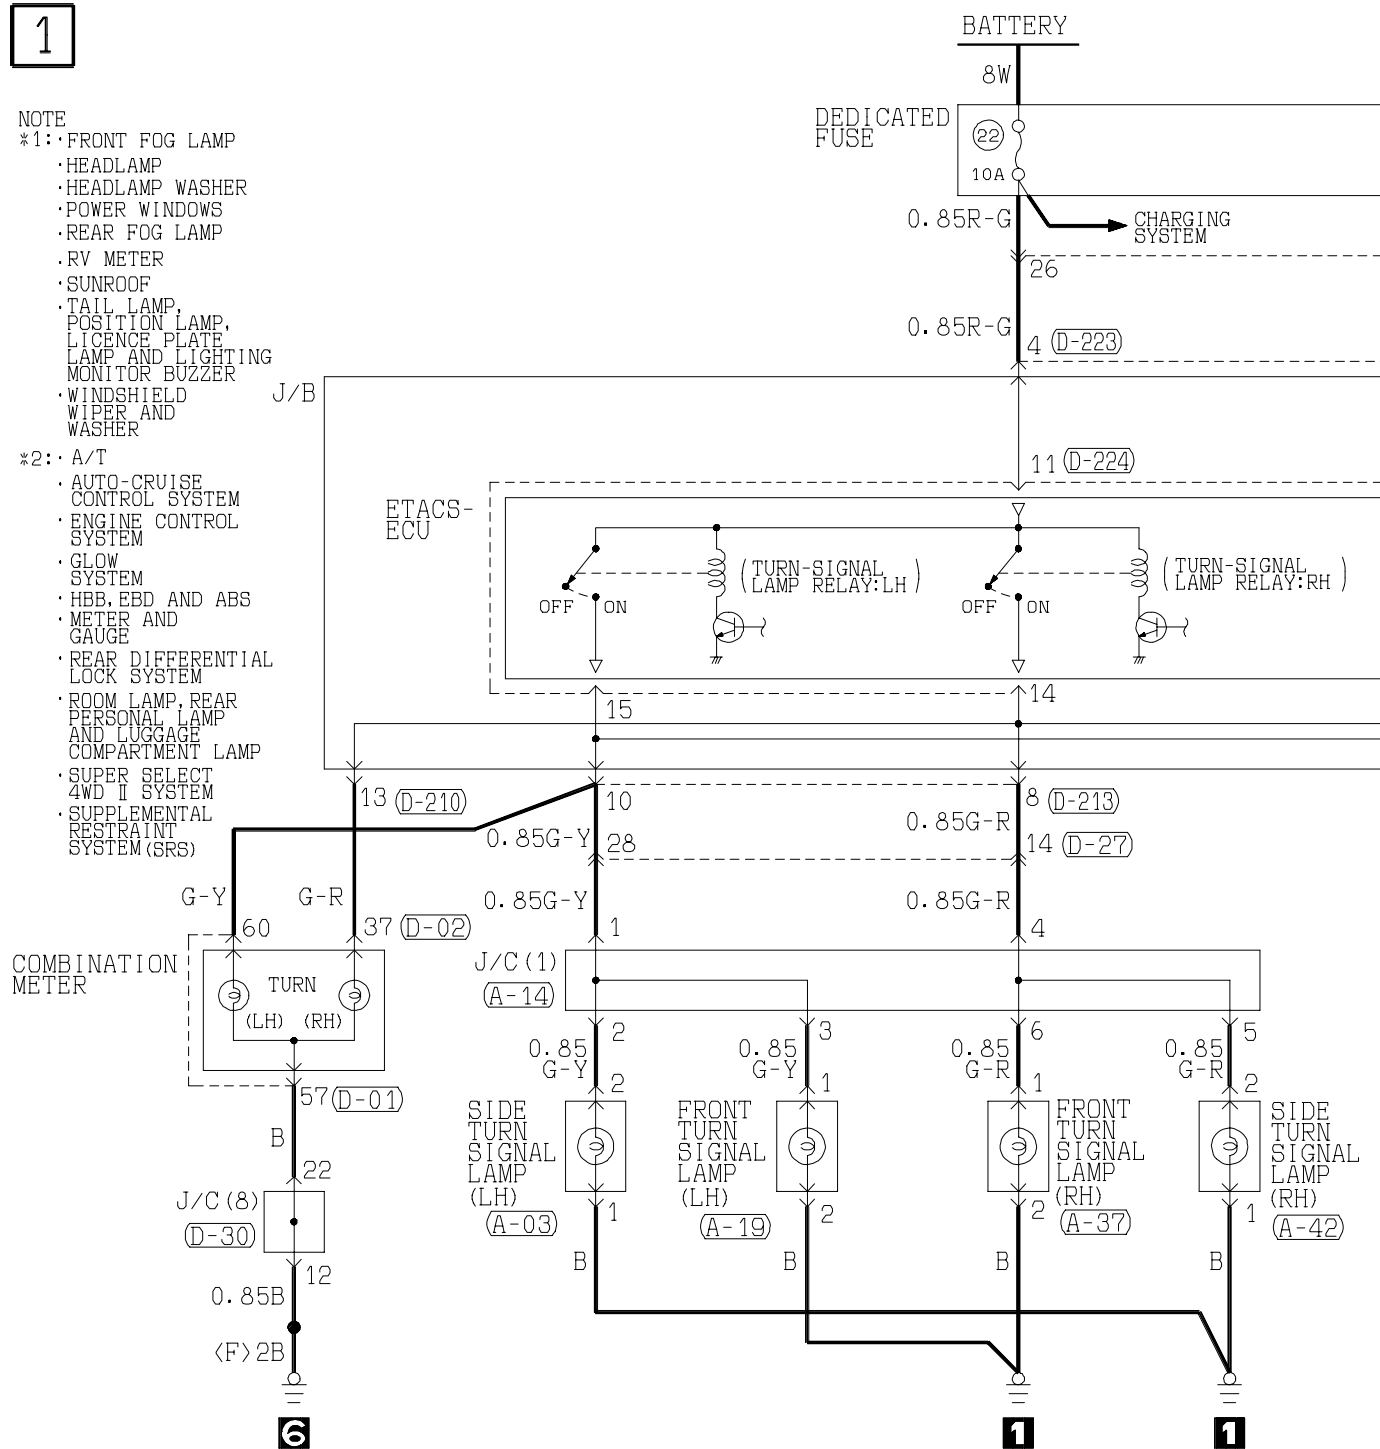 1
NOTE
*1:·FRONT FOG LAMP
·HEADLAMP
·HEADLAMP WASHER
·POWER WINDOWS
·REAR FOG LAMP
·RV METER
·SUNROOF
·TAIL LAMP,
POSITION LAMP,
LICENCE PLATE
LAMP AND LIGHTING
MONITOR BUZZER
·WINDSHIELD
WIPER AND
WASHER
*2:·A/T
·AUTO-CRUISE
CONTROL SYSTEM
·ENGINE CONTROL
SYSTEM
·GLOW
SYSTEM
·HBB,EBD AND ABS
·METER AND
GAUGE
·REAR DIFFERENTIAL
LOCK SYSTEM
·ROOM LAMP,REAR
PERSONAL LAMP
AND LUGGAGE
COMPARTMENT LAMP
·SUPER SELECT
4WD Ⅱ SYSTEM
·SUPPLEMENTAL
RESTRAINT
SYSTEM(SRS)
BATTERY
8W
DEDICATED
FUSE
22
10A
0.85R-G
CHARGING
SYSTEM
26
0.85R-G
4 D-223
J/B
11 D-224
ETACS-
ECU
OFF ON
(TURN-SIGNAL
LAMP RELAY:LH)
OFF ON
(TURN-SIGNAL
LAMP RELAY:RH)
15
14
13 D-210
10
8 D-213
0.85G-Y
28
0.85G-R
14 D-27
G-Y
G-R
0.85G-Y
0.85G-R
60
37 D-02
1
4
COMBINATION
METER
TURN
(LH) (RH)
J/C(1)
A-14
2
3
6
5
0.85
G-Y
0.85
G-Y
0.85
G-R
0.85
G-R
57 D-01
2
1
1
2
SIDE
TURN
SIGNAL
LAMP
(LH)
A-03
FRONT
TURN
SIGNAL
LAMP
(LH)
A-19
FRONT
TURN
SIGNAL
LAMP
(RH)
A-37
SIDE
TURN
SIGNAL
LAMP
(RH)
A-42
B
22
J/C(8)
D-30
1
2
2
1
B
B
B
B
12
0.85B
<F>2B
6
1
1